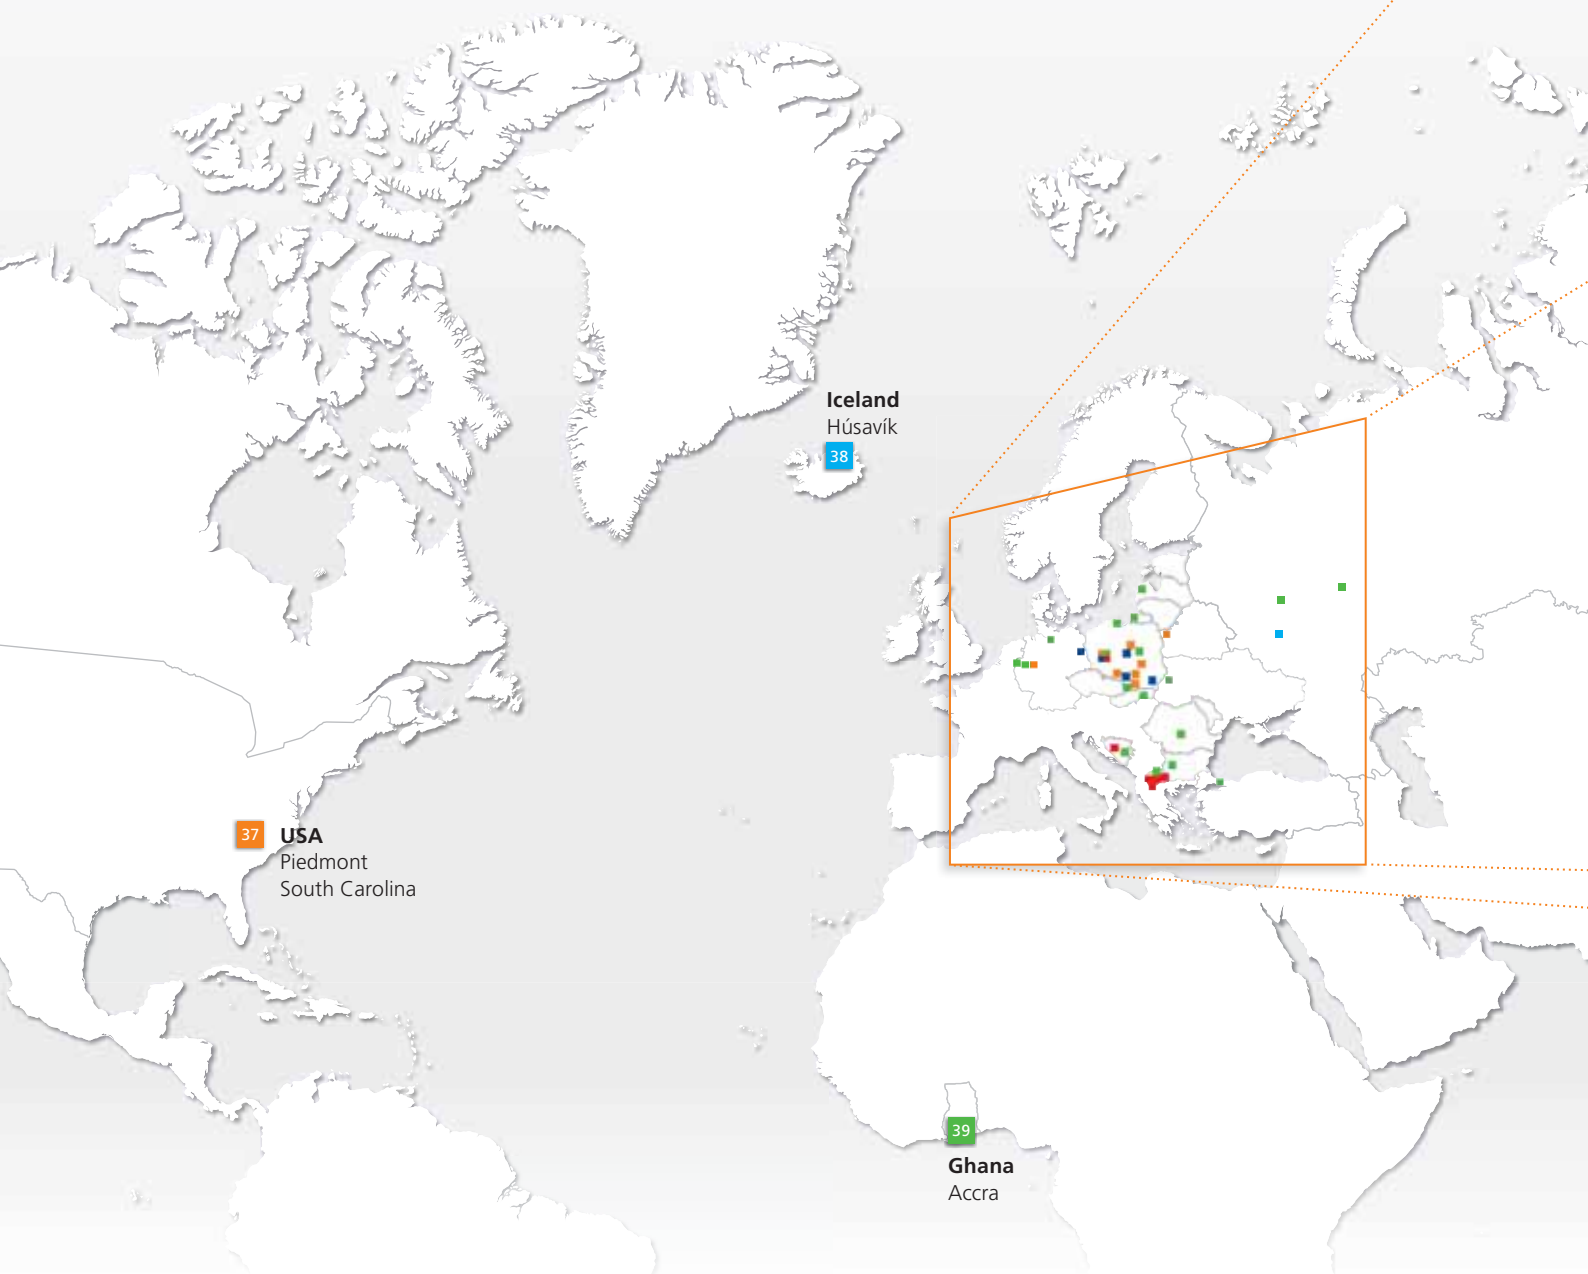 Iceland
Húsavík
38
37
USA
Piedmont
South Carolina
39
Ghana
Accra